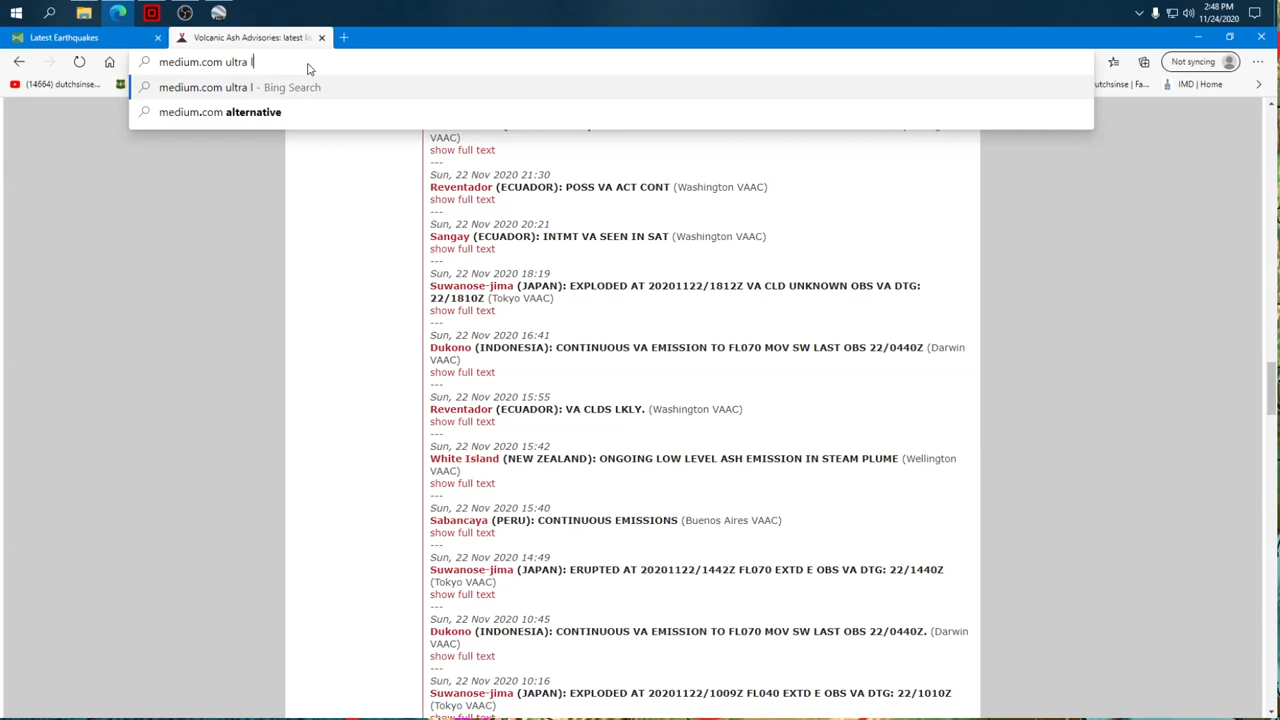 2:48 PM
11/24/2020
Latest Earthquakes
Volcanic Ash Advisories: latest li
medium.com ultra l
Not syncing
(14664) dutchsinse...
medium.com ultra l - Bing Search
medium.com alternative
utchsinse | Fa...
IMD | Home
VAAC)
show full text
---
Sun, 22 Nov 2020 21:30
Reventador (ECUADOR): POSS VA ACT CONT (Washington VAAC)
show full text
---
Sun, 22 Nov 2020 20:21
Sangay (ECUADOR): INTMT VA SEEN IN SAT (Washington VAAC)
show full text
---
Sun, 22 Nov 2020 18:19
Suwanose-jima (JAPAN): EXPLODED AT 20201122/1812Z VA CLD UNKNOWN OBS VA DTG:
22/1810Z (Tokyo VAAC)
show full text
---
Sun, 22 Nov 2020 16:41
Dukono (INDONESIA): CONTINUOUS VA EMISSION TO FL070 MOV SW LAST OBS 22/0440Z (Darwin
VAAC)
show full text
---
Sun, 22 Nov 2020 15:55
Reventador (ECUADOR): VA CLDS LKLY. (Washington VAAC)
show full text
---
Sun, 22 Nov 2020 15:42
White Island (NEW ZEALAND): ONGOING LOW LEVEL ASH EMISSION IN STEAM PLUME (Wellington
VAAC)
show full text
---
Sun, 22 Nov 2020 15:40
Sabancaya (PERU): CONTINUOUS EMISSIONS (Buenos Aires VAAC)
show full text
---
Sun, 22 Nov 2020 14:49
Suwanose-jima (JAPAN): ERUPTED AT 20201122/1442Z FL070 EXTD E OBS VA DTG: 22/1440Z
(Tokyo VAAC)
show full text
---
Sun, 22 Nov 2020 10:45
Dukono (INDONESIA): CONTINUOUS VA EMISSION TO FL070 MOV SW LAST OBS 22/0440Z. (Darwin
VAAC)
show full text
---
Sun, 22 Nov 2020 10:16
Suwanose-jima (JAPAN): EXPLODED AT 20201122/1009Z FL040 EXTD E OBS VA DTG: 22/1010Z
(Tokyo VAAC)
show full text